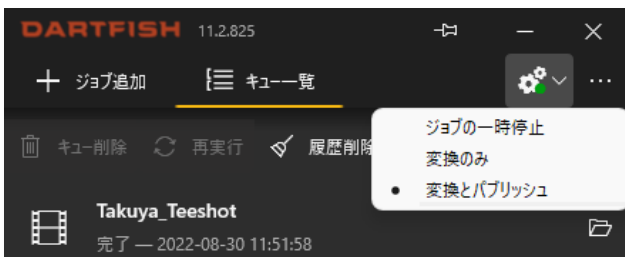 DARTFISH 11.2.825
ジョブ追加 キュー一覧
キュー削除 再実行 履歴削除
ジョブの一時停止
変換のみ
変換とパブリッシュ
Takuya_Teeshot
完了 — 2022-08-30 11:51:58